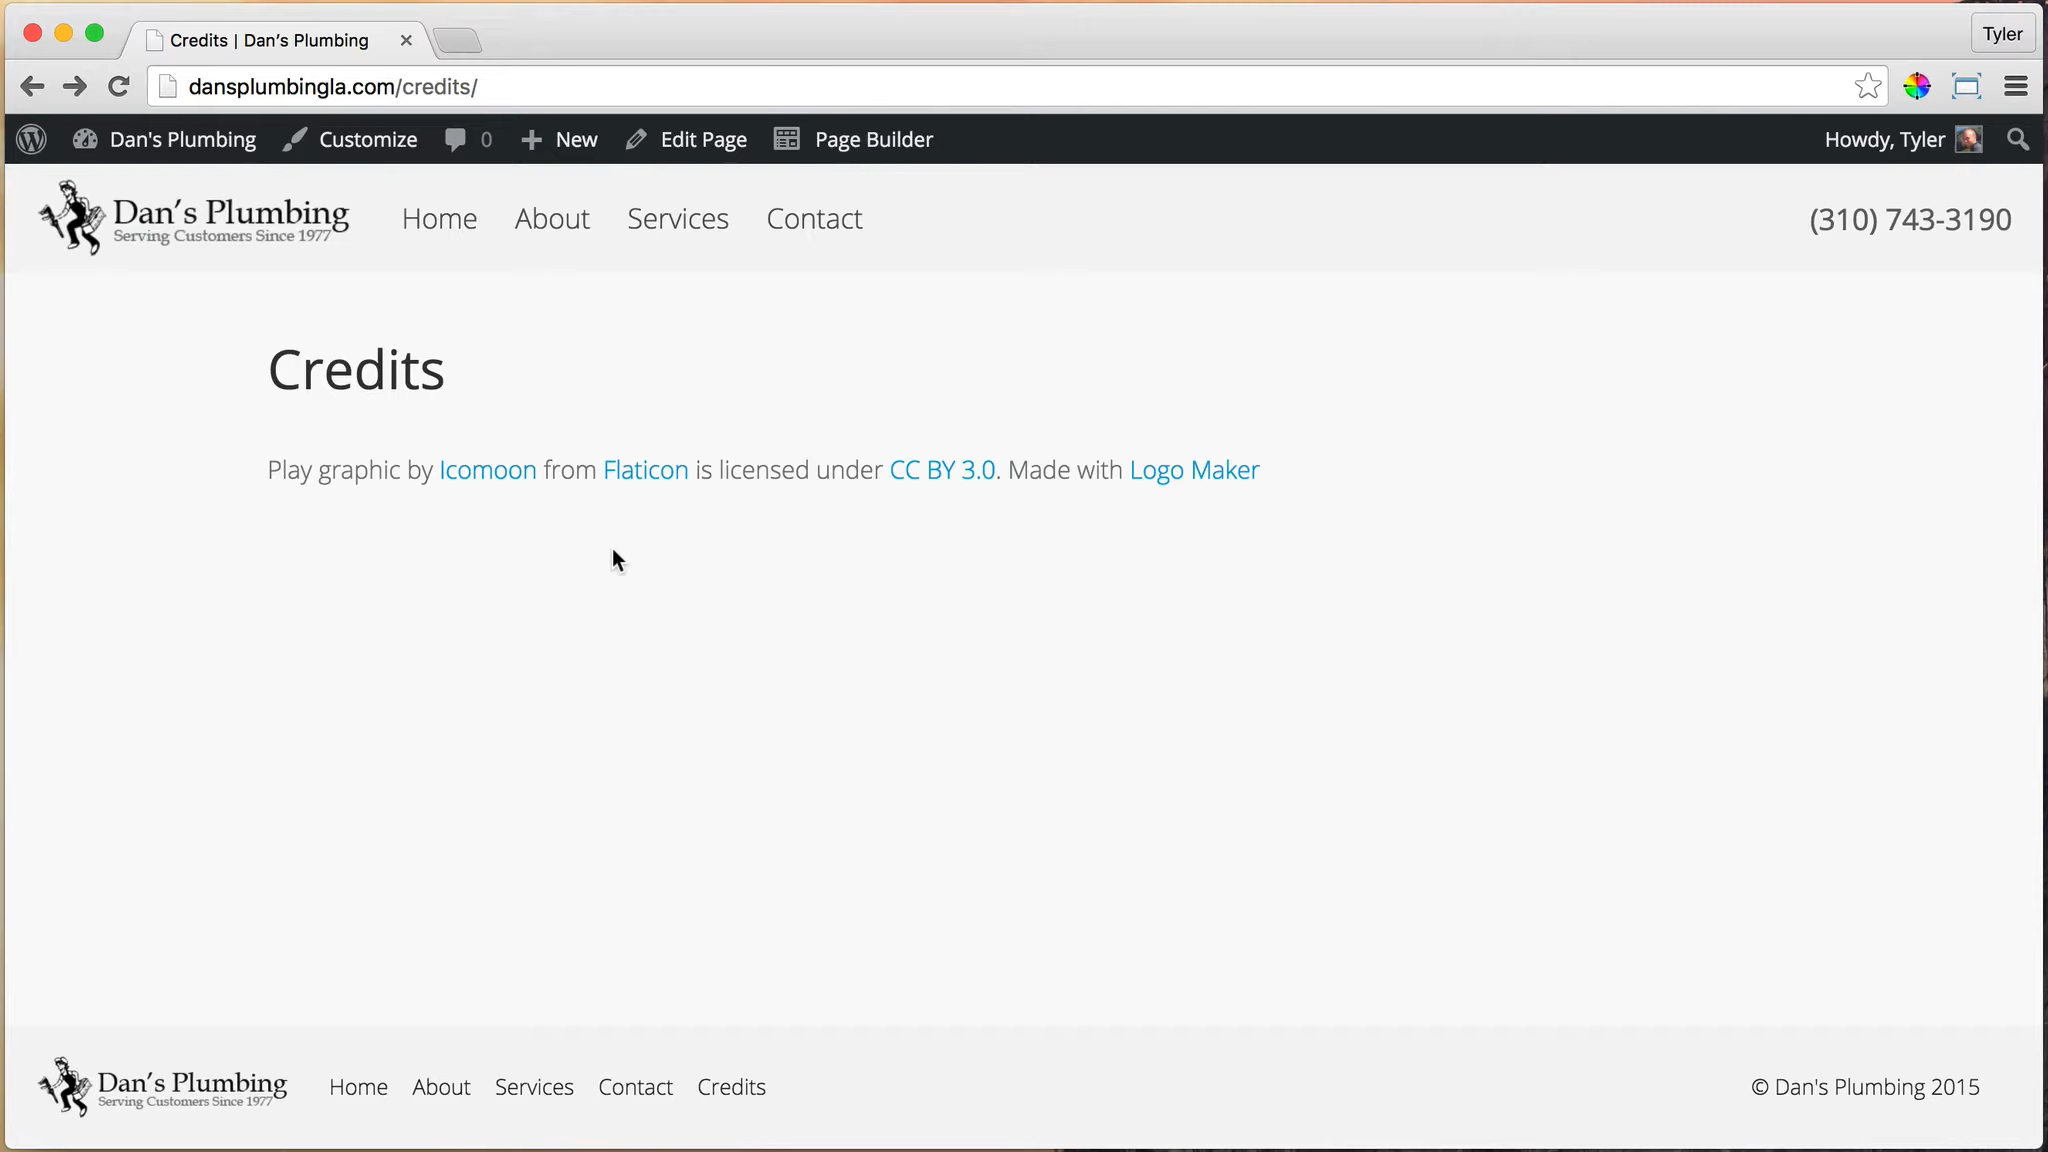 Credits | Dan's Plumbing
Tyler
dansplumbingla.com/credits/
Dan's Plumbing Customize 0 New Edit Page Page Builder Howdy, Tyler
Dan's Plumbing
Serving Customers Since 1977
Home About Services Contact
(310) 743-3190
Credits
Play graphic by Icomoon from Flaticon is licensed under CC BY 3.0. Made with Logo Maker
Dan's Plumbing
Serving Customers Since 1977
Home About Services Contact Credits
© Dan's Plumbing 2015